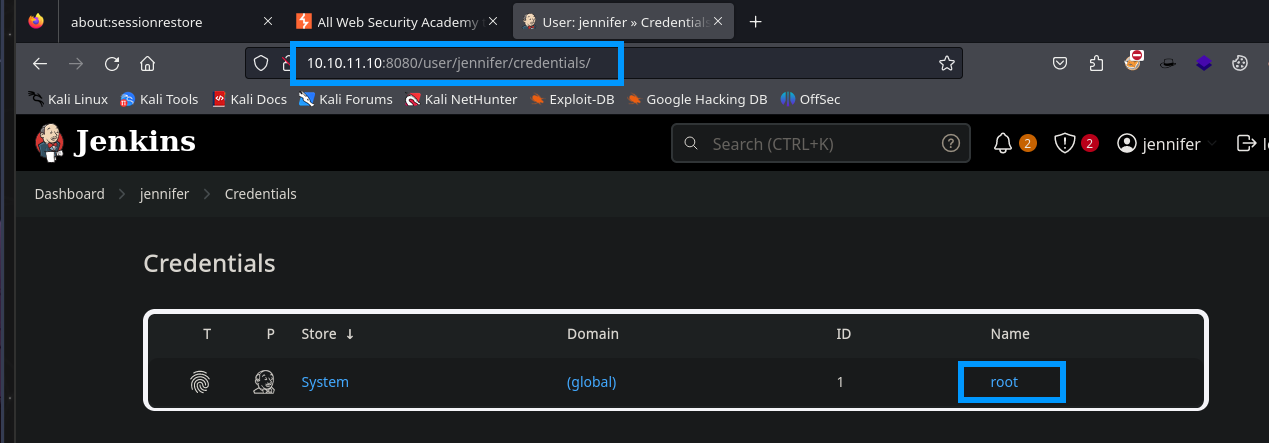 about:sessionrestore
All Web Security Academy
User: jennifer » Credentials
10.10.11.10:8080/user/jennifer/credentials/
Kali Linux
Kali Tools
Kali Docs
Kali Forums
Kali NetHunter
Exploit-DB
Google Hacking DB
OffSec
Jenkins
Search (CTRL+K)
?
2
2
jennifer
Dashboard
jennifer
Credentials
Credentials
T P Store ↓ Domain ID Name
System (global) 1 root